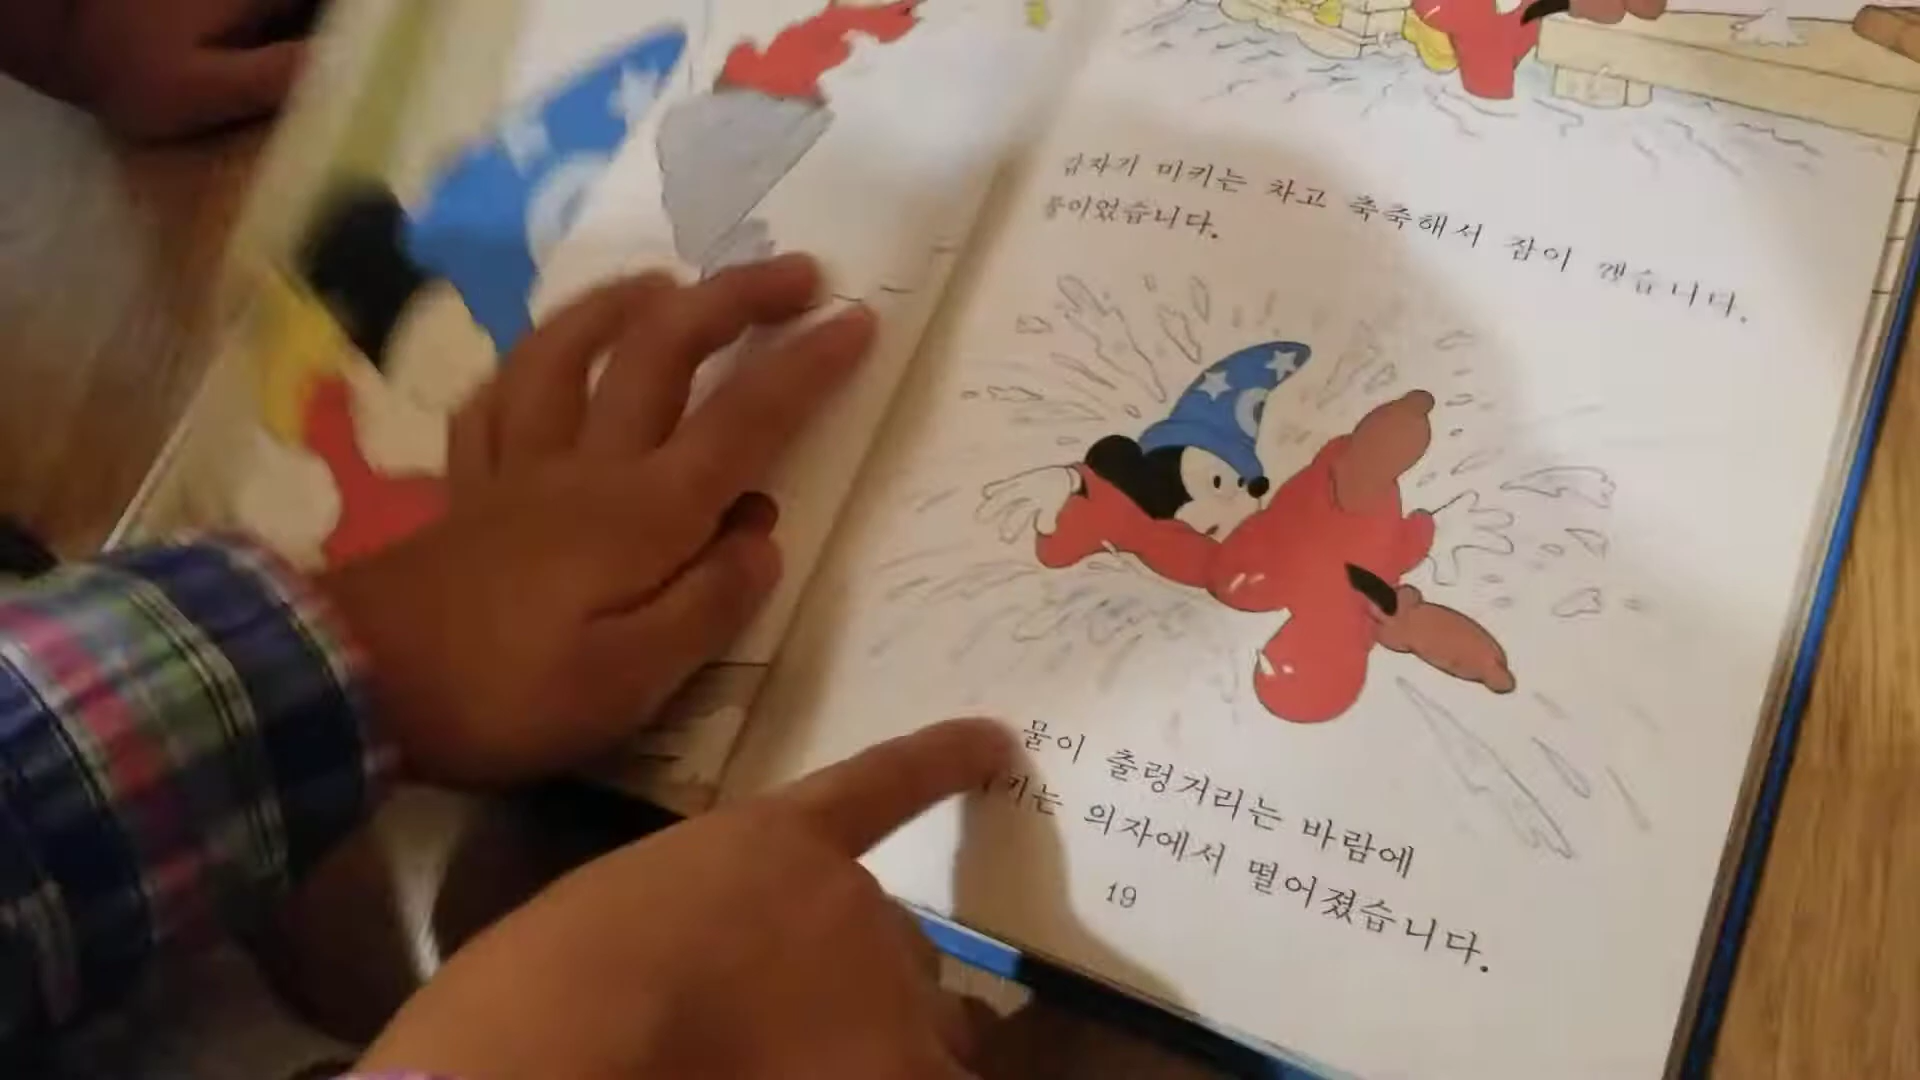 갑자기 미키는 차고 축축해서 잠이 깼습니다.
물이었습니다.
물이 출렁거리는 바람에
키는 의자에서 떨어졌습니다.
19